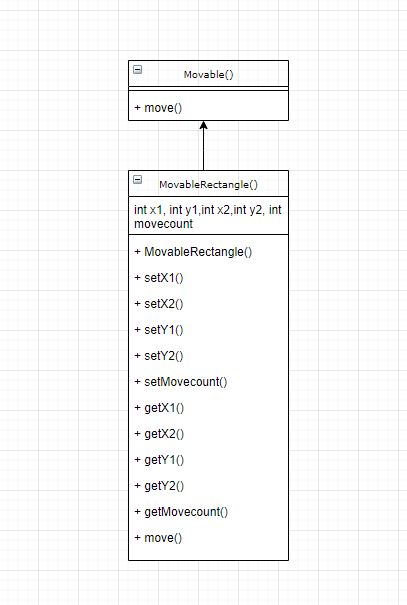 Movable()
+ move()
MovableRectangle()
int x1, int y1,int x2,int y2, int
movecount
+ MovableRectangle()
+ setX1()
+ setX2()
+ setY1()
+ setY2()
+ setMovecount()
+ getX1()
+ getX2()
+ getY1()
+ getY2()
+ getMovecount()
+ move()